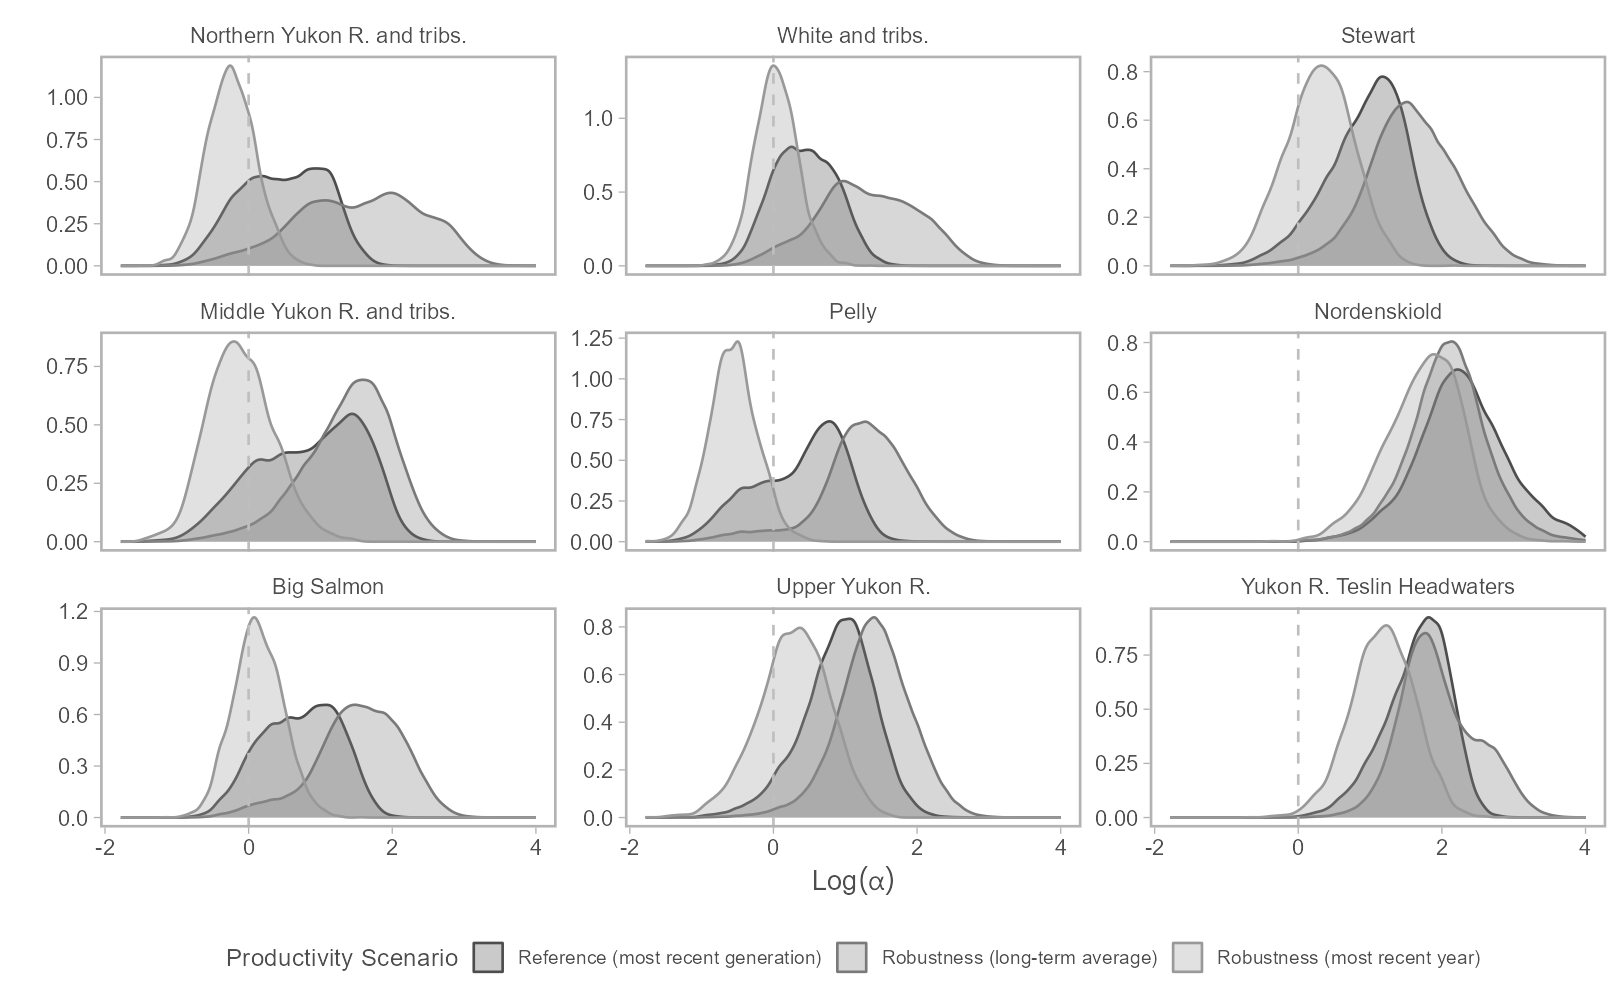 Northern Yukon R. and tribs.
White and tribs.
Stewart
1.00
0.75
0.50
0.25
0.00
1.0
0.5
0.0
0.8
0.6
0.4
0.2
0.0
Middle Yukon R. and tribs.
Pelly
Nordenskiold
0.75
0.50
0.25
0.00
1.25
1.00
0.75
0.50
0.25
0.00
0.8
0.6
0.4
0.2
0.0
Big Salmon
Upper Yukon R.
Yukon R. Teslin Headwaters
1.2
0.9
0.6
0.3
0.0
0.8
0.6
0.4
0.2
0.0
0.75
0.50
0.25
0.00
-2 0 2 4
-2 0 2 4
-2 0 2 4
Log(α)
Productivity Scenario
Reference (most recent generation)
Robustness (long-term average)
Robustness (most recent year)